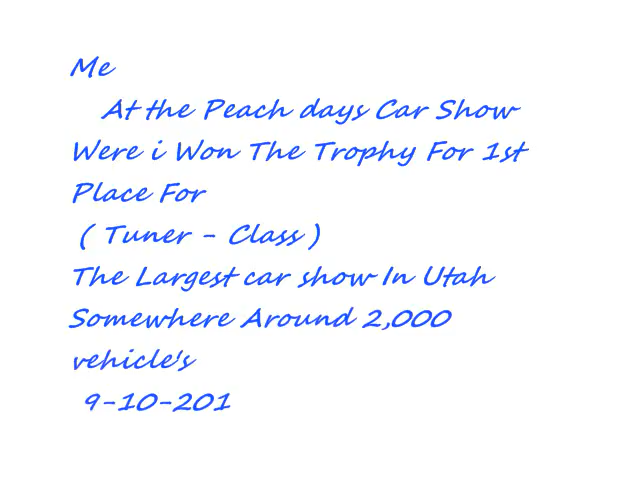 Me
At the Peach days Car Show
Were i Won The Trophy For 1st
Place For
( Tuner - Class )
The Largest car show In Utah
Somewhere Around 2,000
vehicle's
9-10-201